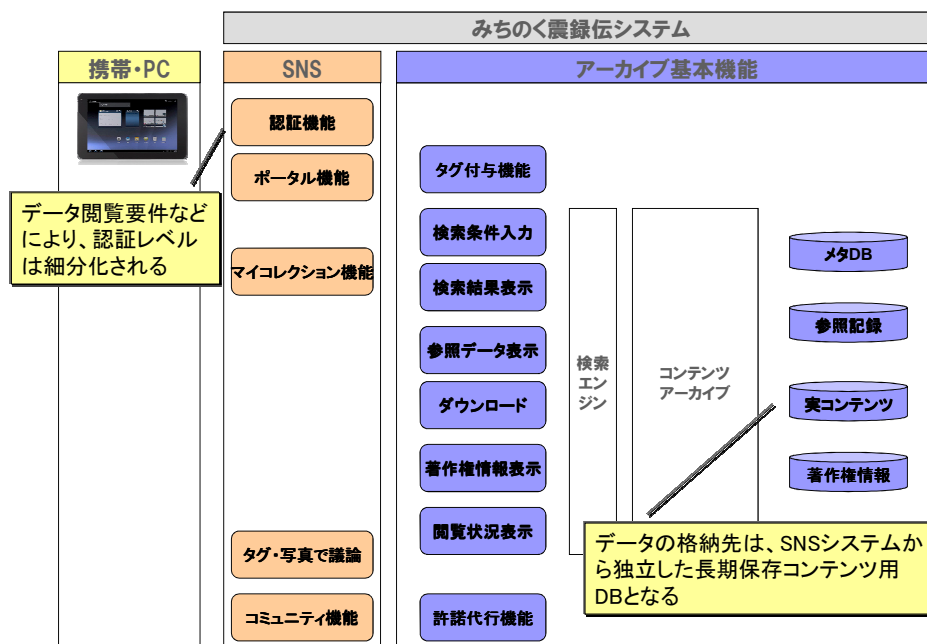 みちのく震録伝システム
携帯・PC
SNS
アーカイブ基本機能
認証機能
ポータル機能
タグ付与機能
データ閲覧要件など
により、認証レベル
は細分化される
検索条件入力
マイコレクション機能
メタDB
検索結果表示
参照記録
参照データ表示
検索
エン
ジン
コンテンツ
アーカイブ
ダウンロード
実コンテンツ
著作権情報表示
著作権情報
閲覧状況表示
タグ・写真で議論
データの格納先は、SNSシステムか
ら独立した長期保存コンテンツ用
DBとなる
コミュニティ機能
許諾代行機能